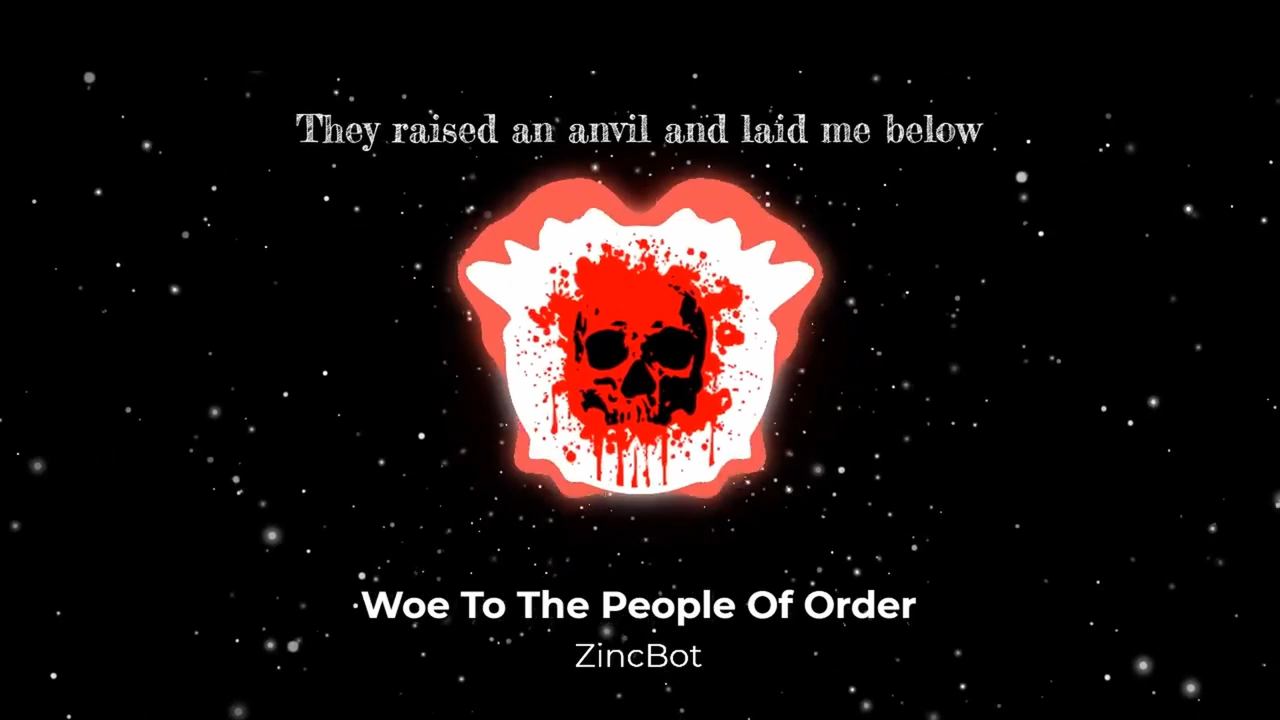 They raised an anvil and laid me below
Woe To The People Of Order
ZincBot